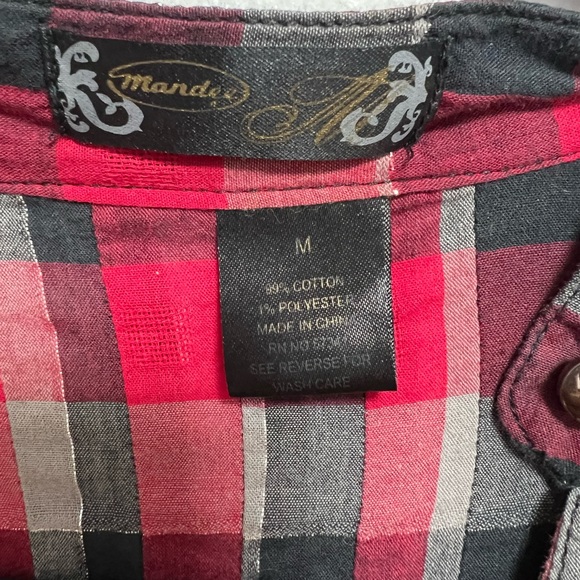 mandee
M
M
99% COTTON
1% POLYESTER
MADE IN CHINA
RN NO
SEE REVERSE FOR
WASH CARE